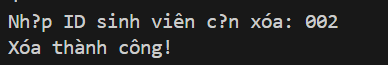 Nh?p ID sinh viên c?n xóa: 002
Xóa thành công!